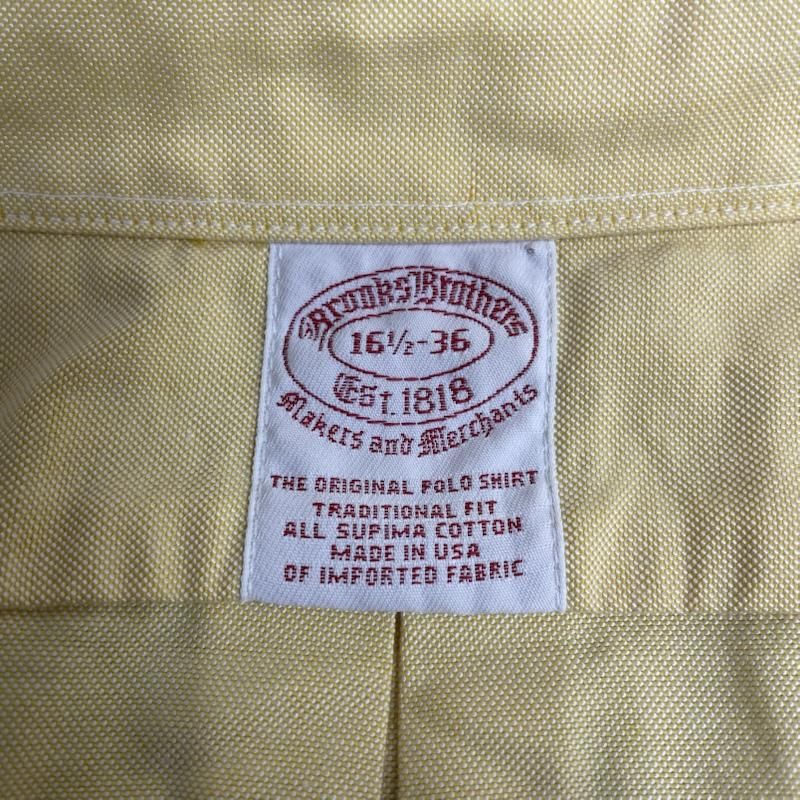 Brooks Brothers
16½-36
Est. 1818
Makers and Merchants
THE ORIGINAL POLO SHIRT
TRADITIONAL FIT
ALL SUPIMA COTTON
MADE IN USA
OF IMPORTED FABRIC